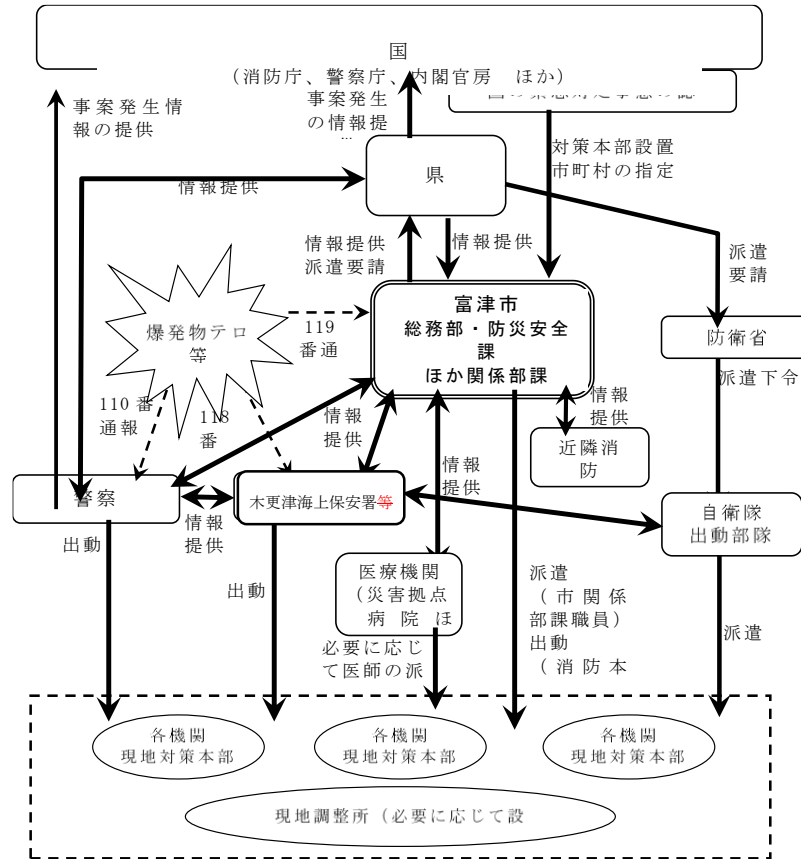 国
（消防庁、警察庁、内閣官房　ほか）
事案発生情
報の提供
事案発生
の情報提
対策本部設置
市町村の指定
県
情報提供
情報提供
派遣要請
情報提供
派遣
要請
富津市
総務部・防災安全
課
ほか関係部課
爆発物テロ
等
119
番通
防衛省
派遣下令
110番
通報
118
番
情報
提供
情報
提供
近隣消
防
情報
提供
警察
木更津海上保安署等
情報
提供
自衛隊
出動部隊
出動
出動
医療機関
（災害拠点
病院 ほ
派遣
（市関係
部課職員）
出動
（消防本
派遣
必要に応じ
て医師の派
各機関
現地対策本部
各機関
現地対策本部
各機関
現地対策本部
現地調整所（必要に応じて設